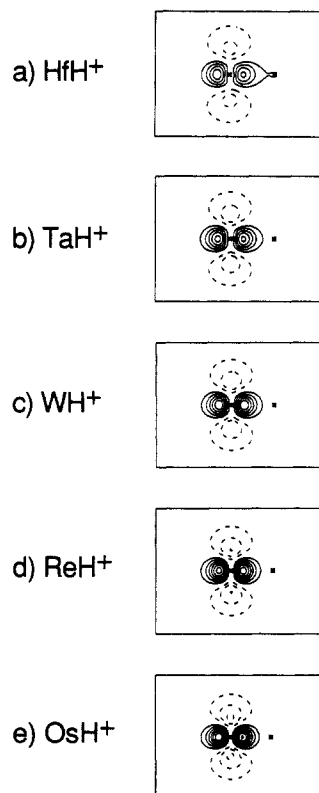 a) HfH+
b) TaH+
c) WH+
d) ReH+
e) OsH+